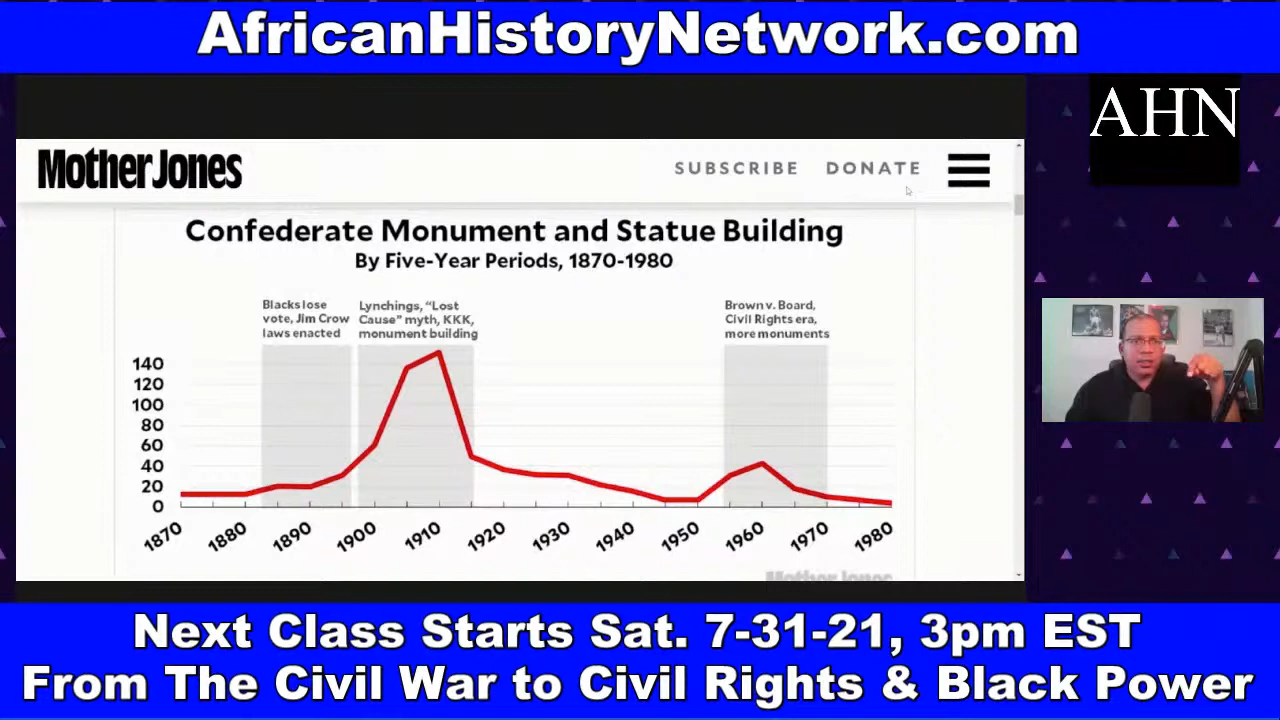 AfricanHistoryNetwork.com
AHN
Mother Jones
SUBSCRIBE DONATE
Confederate Monument and Statue Building
By Five-Year Periods, 1870-1980
Blacks lose
vote, Jim Crow
laws enacted
Lynchings, “Lost
Cause” myth, KKK,
monument building
Brown v. Board,
Civil Rights era,
more monuments
140
120
100
80
60
40
20
0
1870 1880 1890 1900 1910 1920 1930 1940 1950 1960 1970 1980
Mother Jones
Next Class Starts Sat. 7-31-21, 3pm EST
From The Civil War to Civil Rights & Black Power